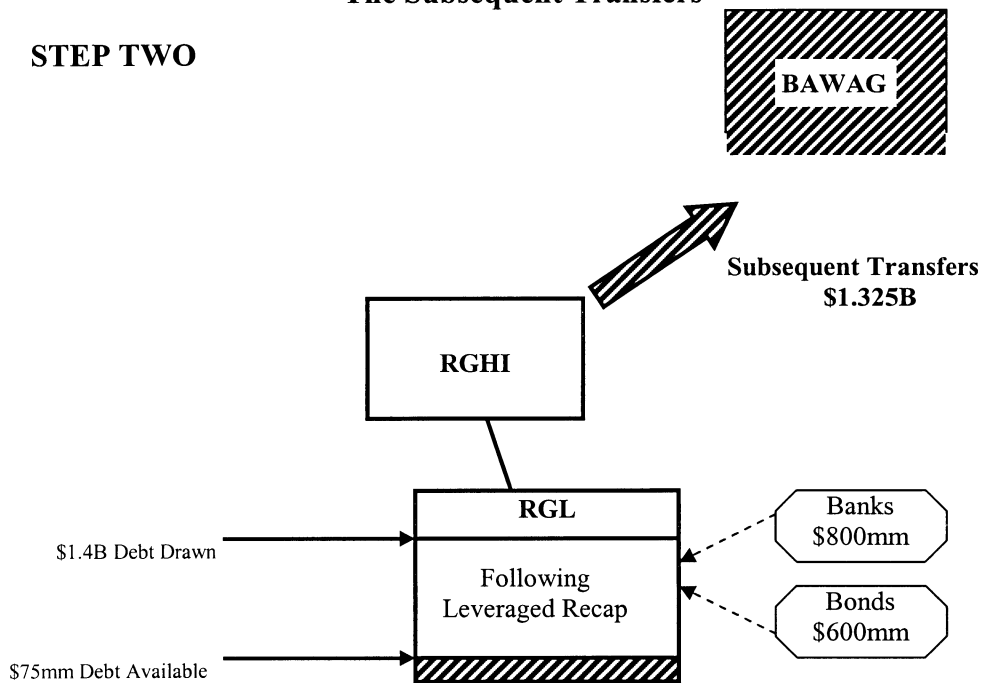 The Subsequent Transfers
STEP TWO
BAWAG
Subsequent Transfers
$1.325B
RGHI
RGL
Banks
$800mm
$1.4B Debt Drawn
Following
Leveraged Recap
Bonds
$600mm
$75mm Debt Available